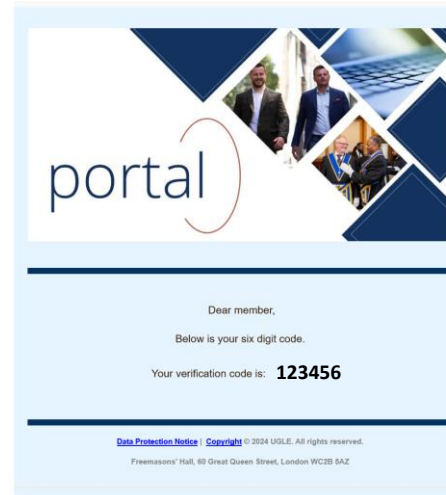 portal
Dear member,
Below is your six digit code.
Your verification code is: 123456
Data Protection Notice | Copyright © 2024 UGLE. All rights reserved.
Freemasons' Hall, 60 Great Queen Street, London WC2B 5AZ